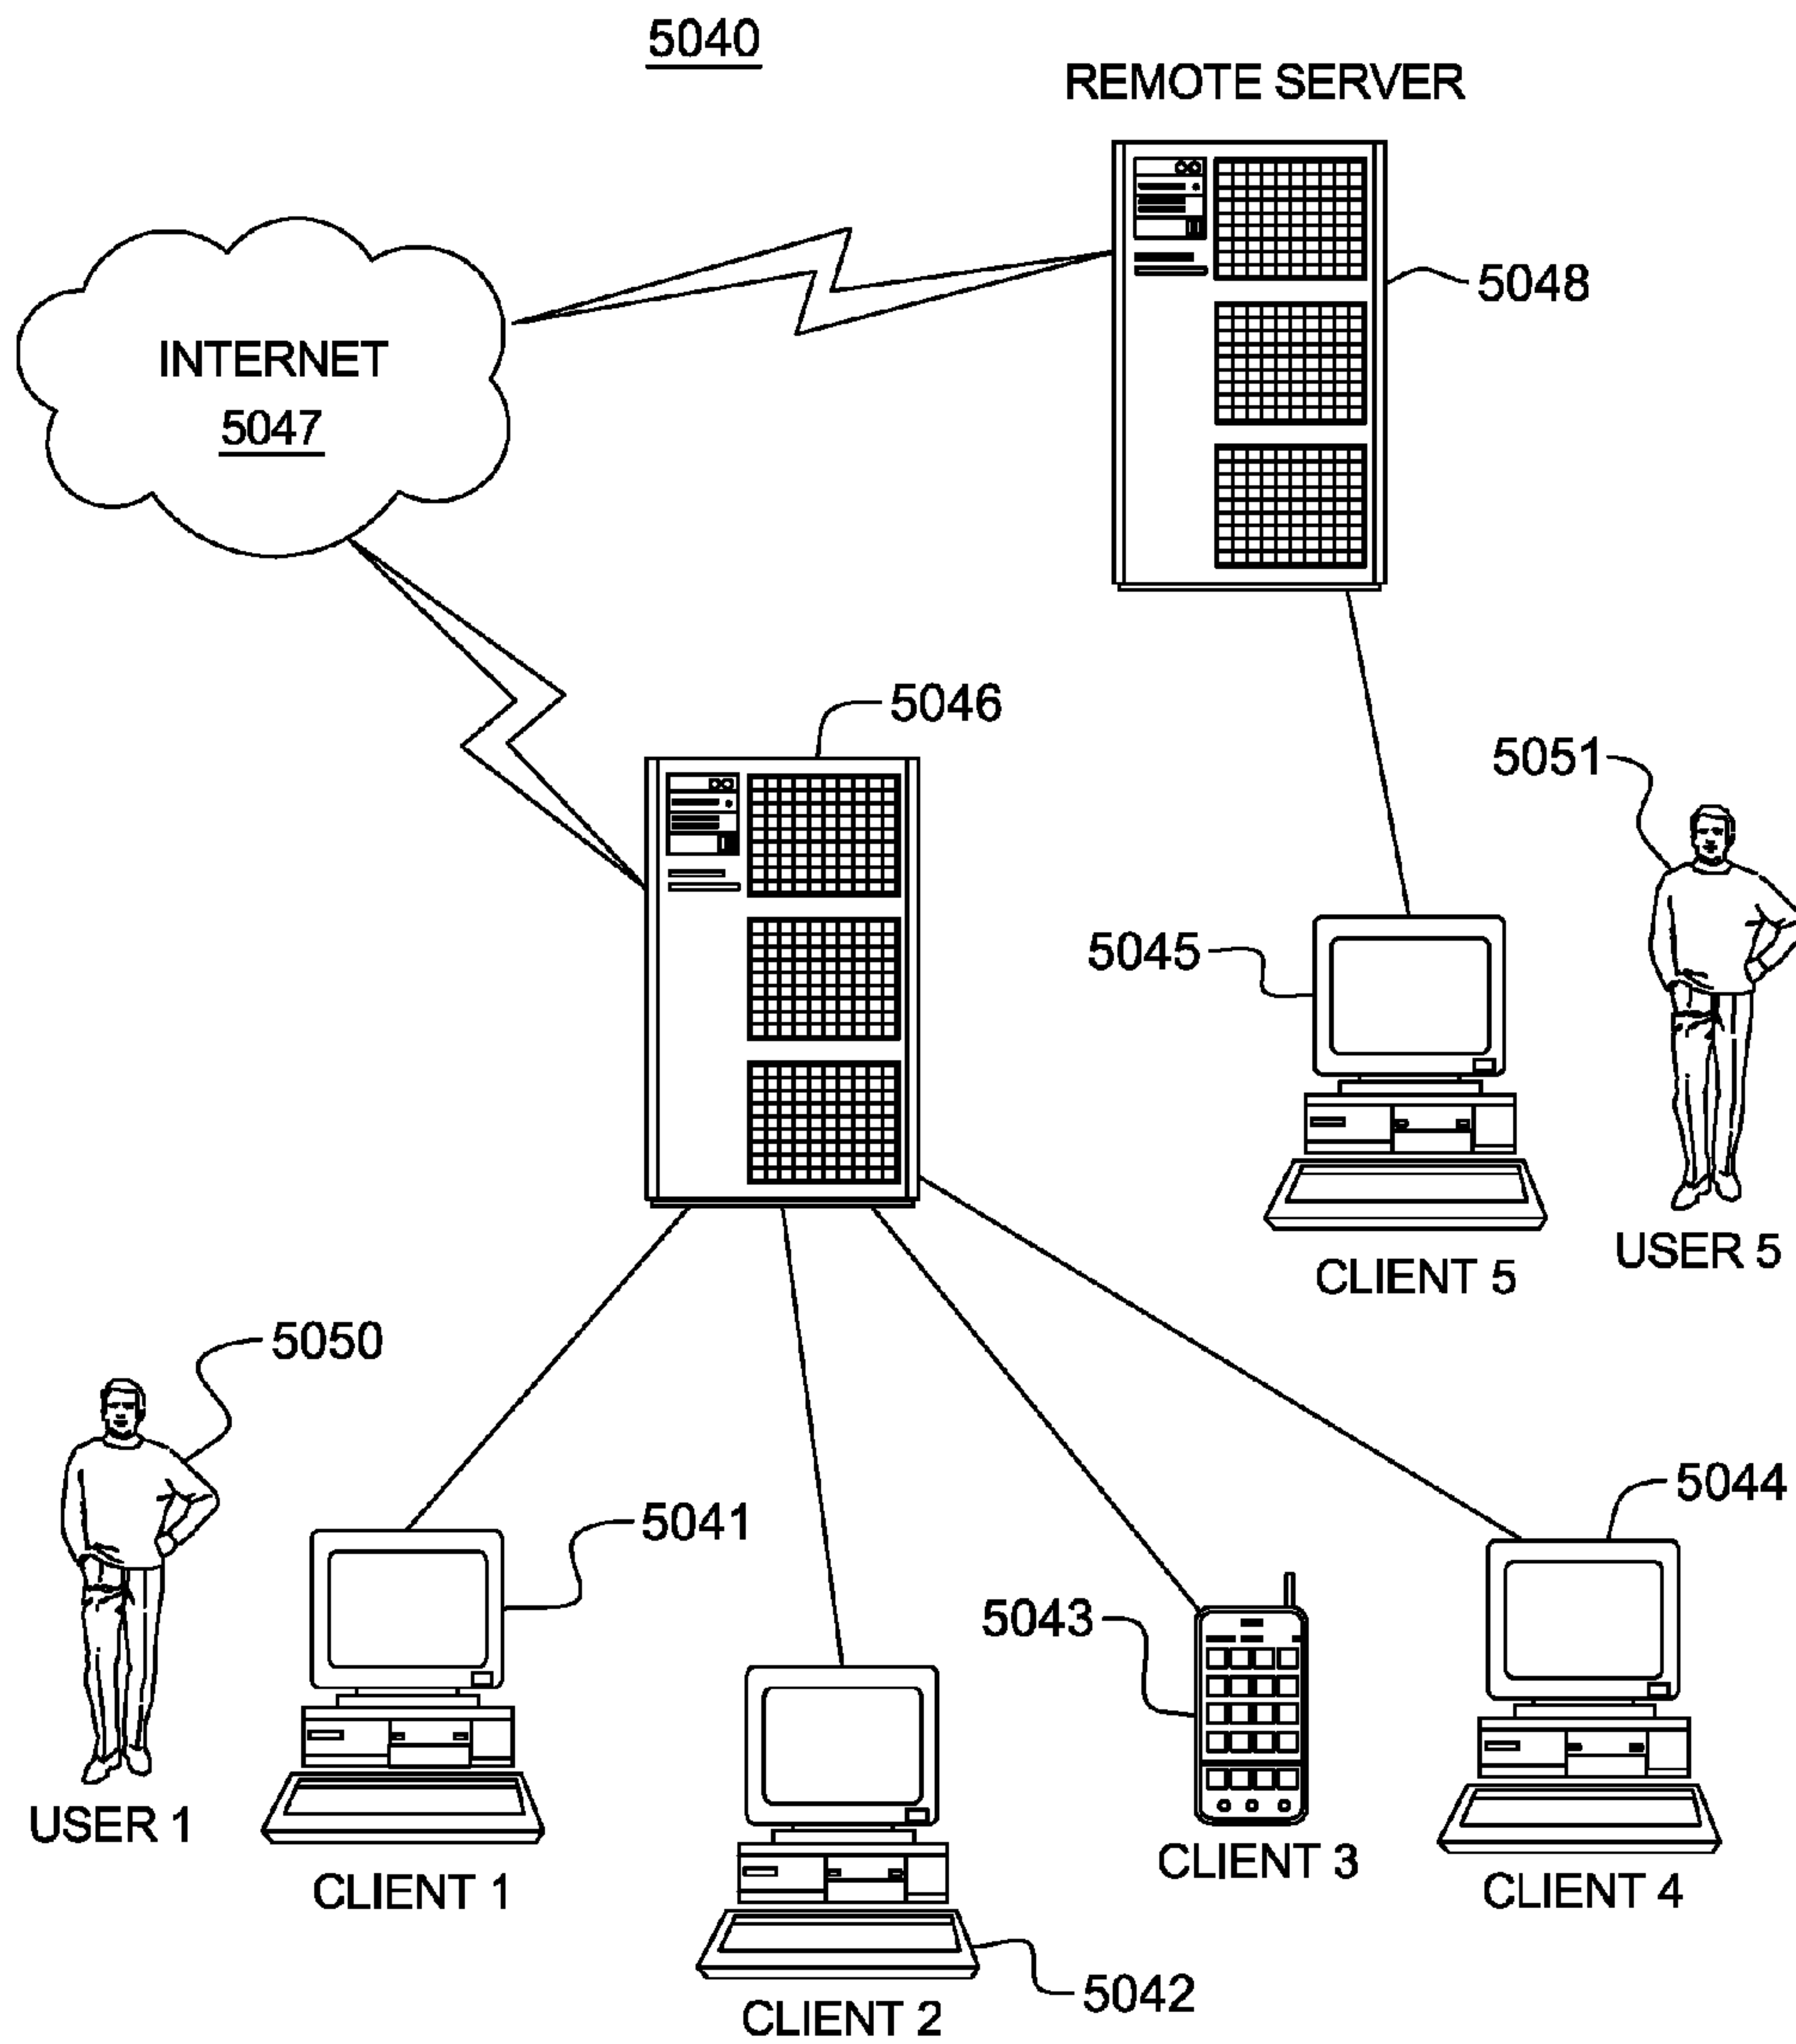 5040
REMOTE SERVER
5048
INTERNET
5047
5046
5051
5045
USER 5
CLIENT 5
5050
5044
5041
5043
USER 1
CLIENT 3
CLIENT 1
CLIENT 4
5042
CLIENT 2